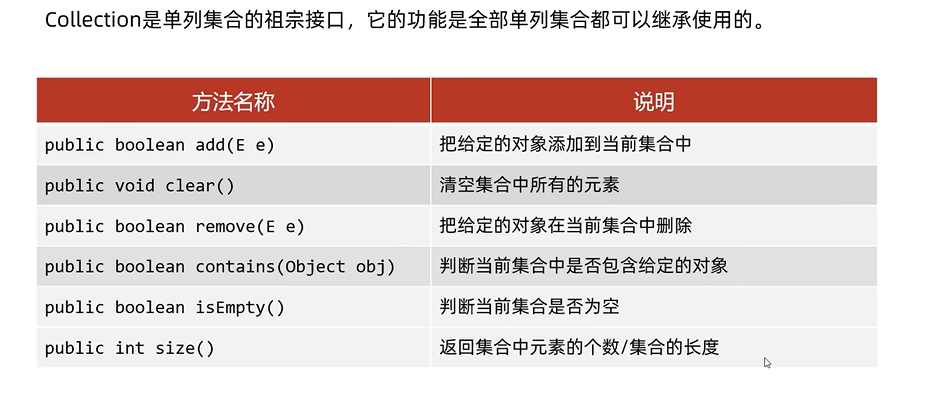 Collection是单列集合的祖宗接口，它的功能是全部单列集合都可以继承使用的。
方法名称 说明
public boolean add(E e) 把给定的对象添加到当前集合中
public void clear() 清空集合中所有的元素
public boolean remove(E e) 把给定的对象在当前集合中删除
public boolean contains(Object obj) 判断当前集合中是否包含给定的对象
public boolean isEmpty() 判断当前集合是否为空
public int size() 返回集合中元素的个数/集合的长度